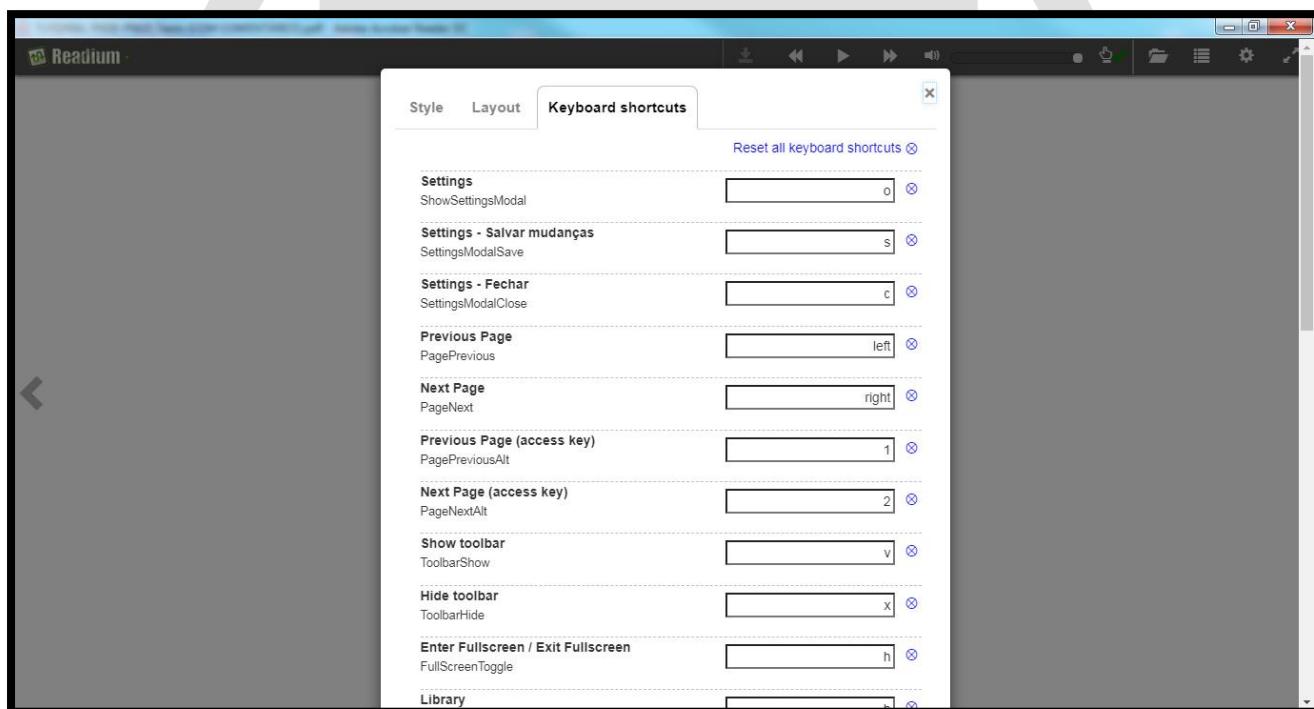 Readium
Style Layout Keyboard shortcuts
Reset all keyboard shortcuts
Settings
ShowSettingsModal
o
Settings - Salvar mudanças
SettingsModalSave
s
Settings - Fechar
SettingsModalClose
c
Previous Page
PagePrevious
left
Next Page
PageNext
right
Previous Page (access key)
PagePreviousAlt
1
Next Page (access key)
PageNextAlt
2
Show toolbar
ToolbarShow
v
Hide toolbar
ToolbarHide
x
Enter Fullscreen / Exit Fullscreen
FullScreenToggle
h
Library